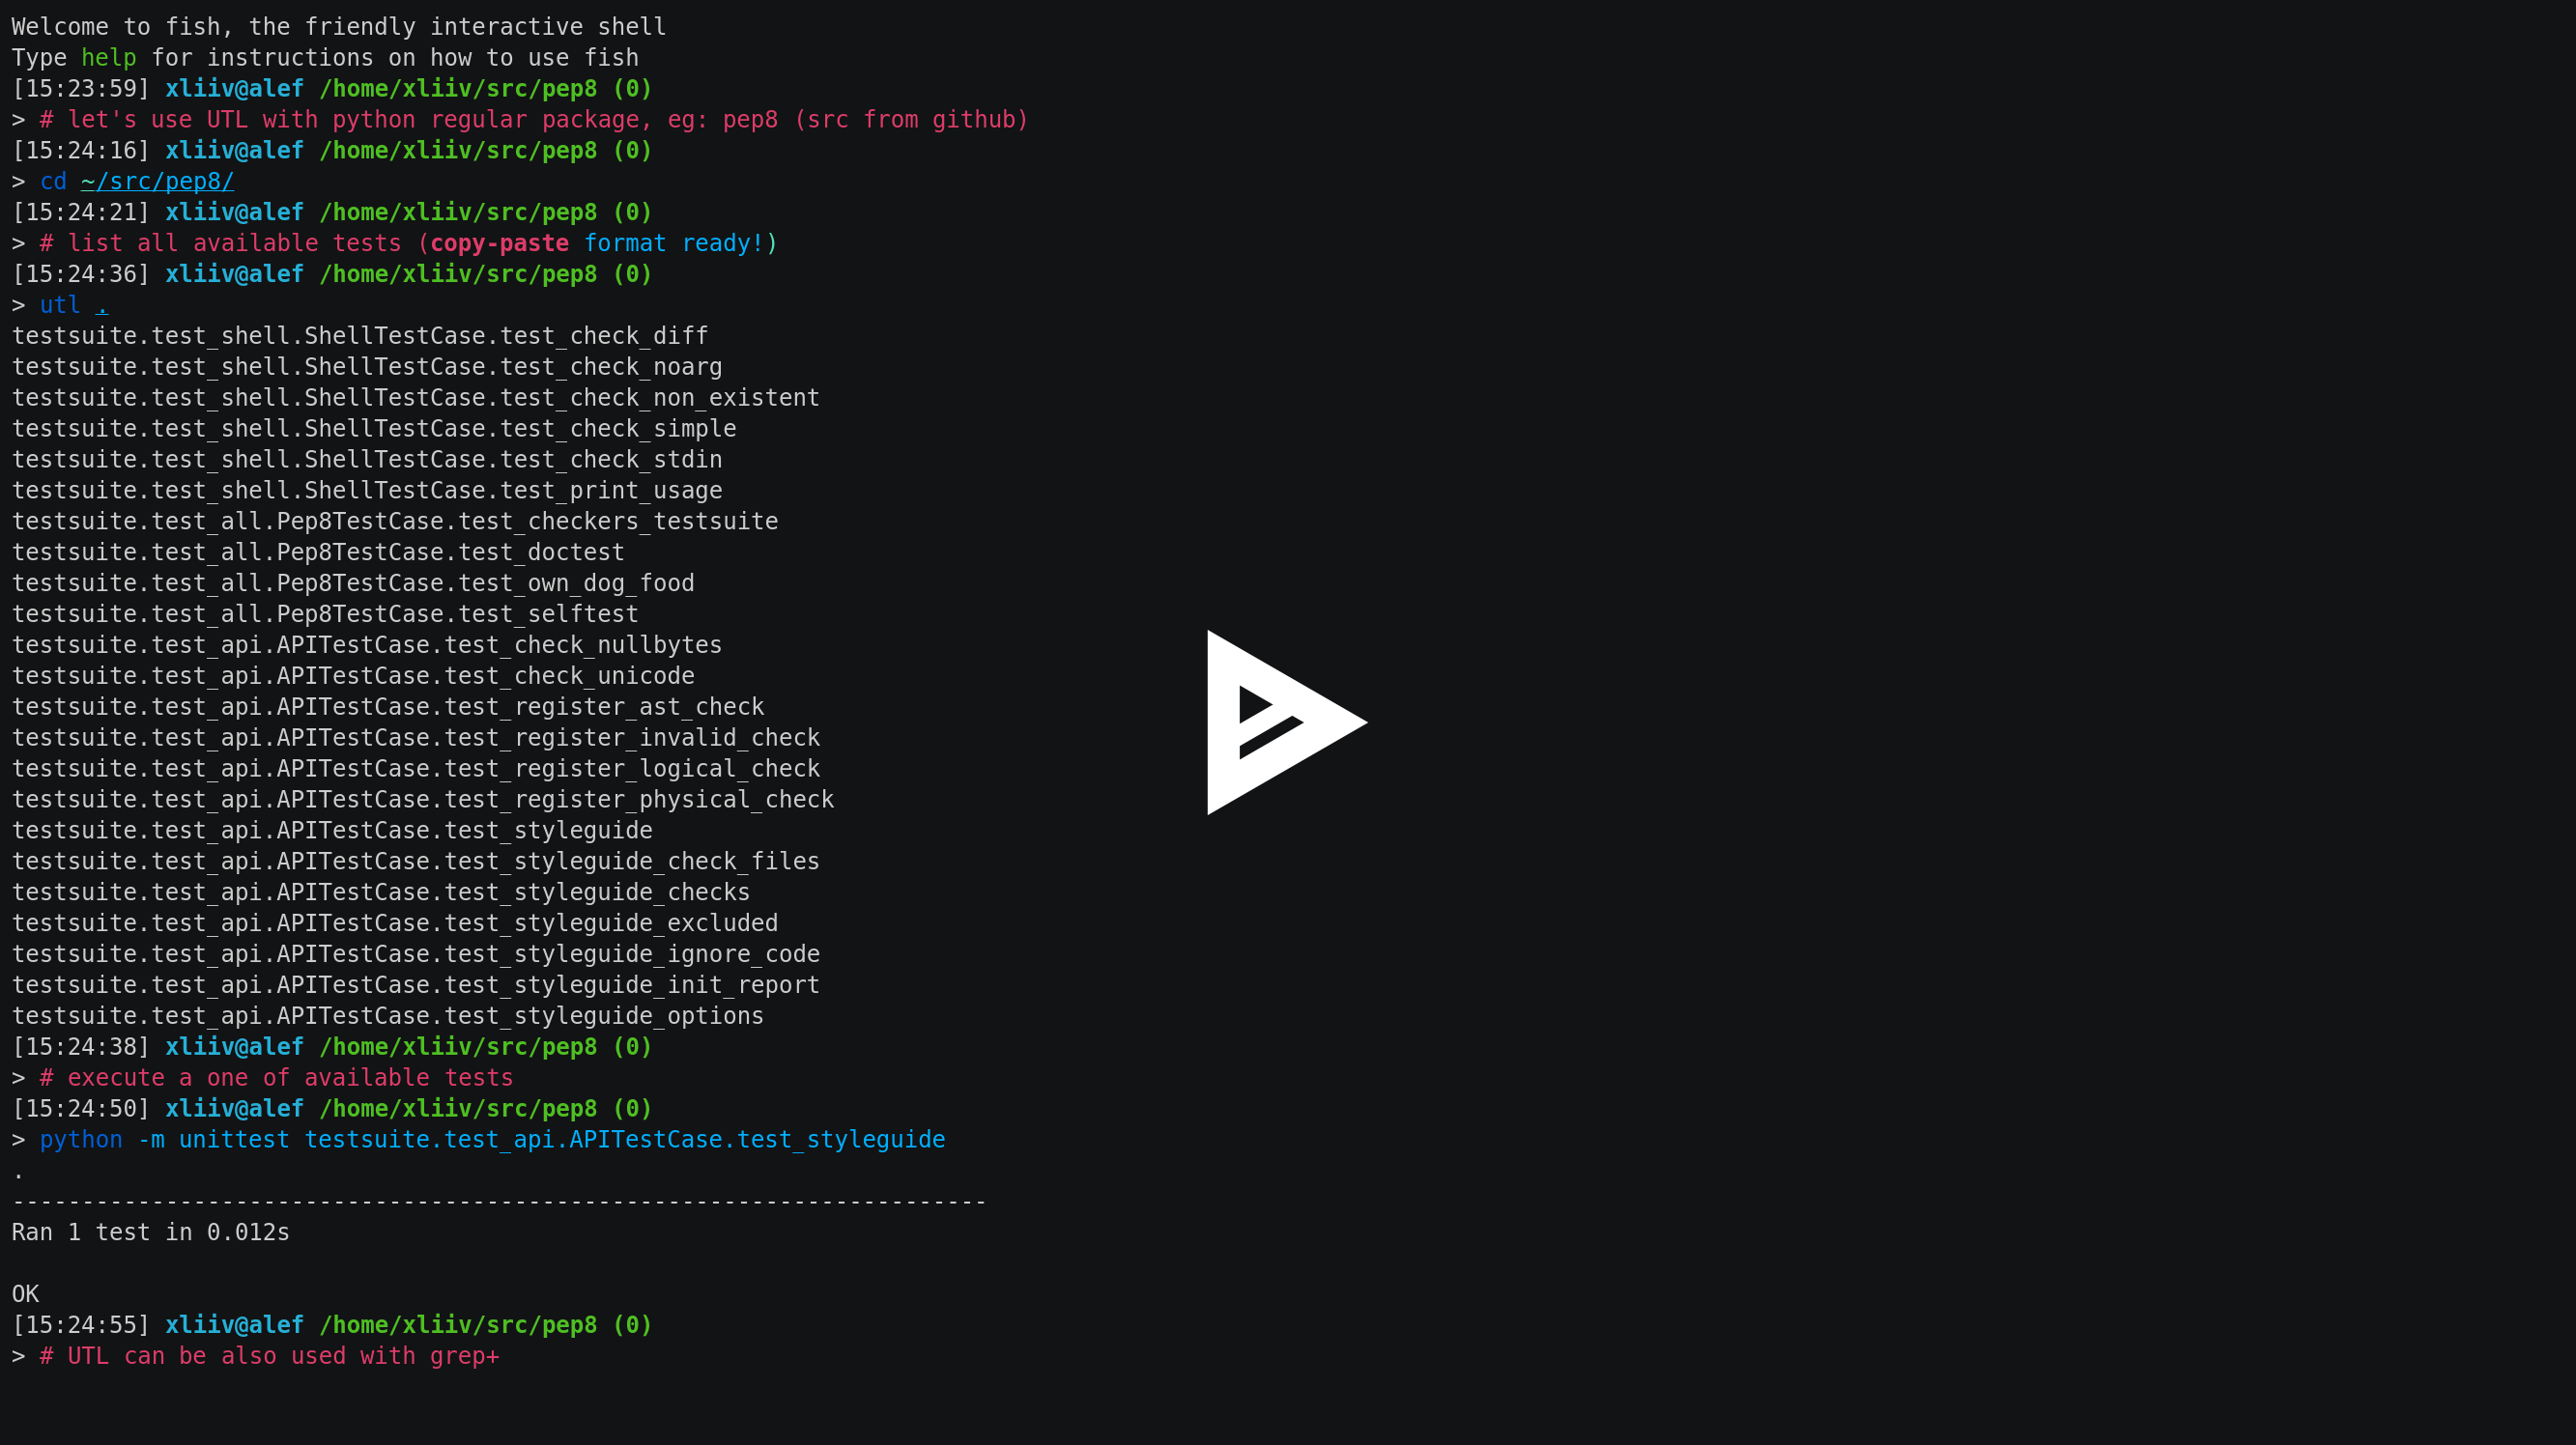 Welcome to fish, the friendly interactive shell
Type help for instructions on how to use fish
[15:23:59] xliiv@alef /home/xliiv/src/pep8 (0)
> # let's use UTL with python regular package, eg: pep8 (src from github)
[15:24:16] xliiv@alef /home/xliiv/src/pep8 (0)
> cd ~/src/pep8/
[15:24:21] xliiv@alef /home/xliiv/src/pep8 (0)
> # list all available tests (copy-paste format ready!)
[15:24:36] xliiv@alef /home/xliiv/src/pep8 (0)
> utl .
testsuite.test_shell.ShellTestCase.test_check_diff
testsuite.test_shell.ShellTestCase.test_check_noarg
testsuite.test_shell.ShellTestCase.test_check_non_existent
testsuite.test_shell.ShellTestCase.test_check_simple
testsuite.test_shell.ShellTestCase.test_check_stdin
testsuite.test_shell.ShellTestCase.test_print_usage
testsuite.test_all.Pep8TestCase.test_checkers_testsuite
testsuite.test_all.Pep8TestCase.test_doctest
testsuite.test_all.Pep8TestCase.test_own_dog_food
testsuite.test_all.Pep8TestCase.test_selftest
testsuite.test_api.APITestCase.test_check_nullbytes
testsuite.test_api.APITestCase.test_check_unicode
testsuite.test_api.APITestCase.test_register_ast_check
testsuite.test_api.APITestCase.test_register_invalid_check
testsuite.test_api.APITestCase.test_register_logical_check
testsuite.test_api.APITestCase.test_register_physical_check
testsuite.test_api.APITestCase.test_styleguide
testsuite.test_api.APITestCase.test_styleguide_check_files
testsuite.test_api.APITestCase.test_styleguide_checks
testsuite.test_api.APITestCase.test_styleguide_excluded
testsuite.test_api.APITestCase.test_styleguide_ignore_code
testsuite.test_api.APITestCase.test_styleguide_init_report
testsuite.test_api.APITestCase.test_styleguide_options
[15:24:38] xliiv@alef /home/xliiv/src/pep8 (0)
> # execute a one of available tests
[15:24:50] xliiv@alef /home/xliiv/src/pep8 (0)
> python -m unittest testsuite.test_api.APITestCase.test_styleguide
.
----------------------------------------------------------------------
Ran 1 test in 0.012s
OK
[15:24:55] xliiv@alef /home/xliiv/src/pep8 (0)
> # UTL can be also used with grep+